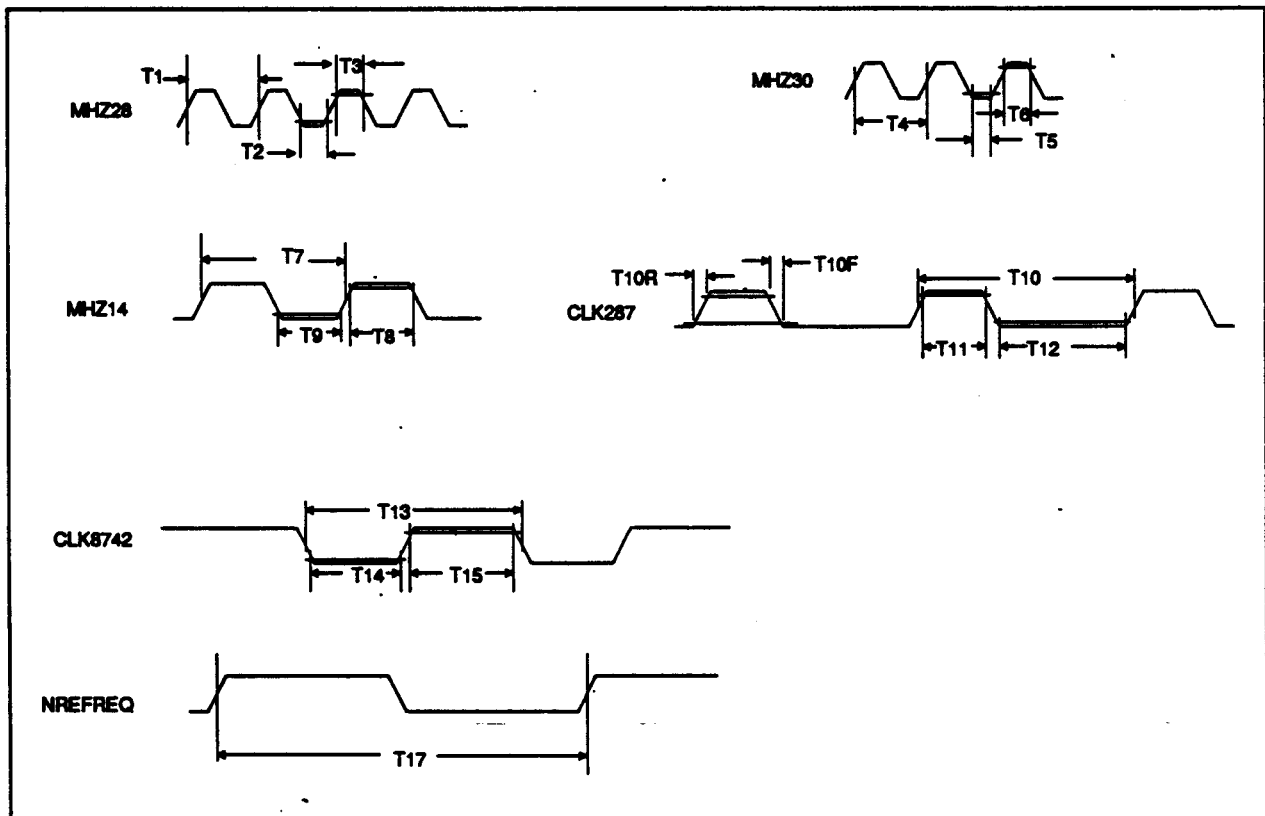 T1
T3
MHZ28
T2
MHZ30
T4
T6
T5
T7
MHZ14
T9
T8
T10R
T10F
T10
CLK287
T11
T12
T13
CLK8742
T14
T15
NREFREQ
T17